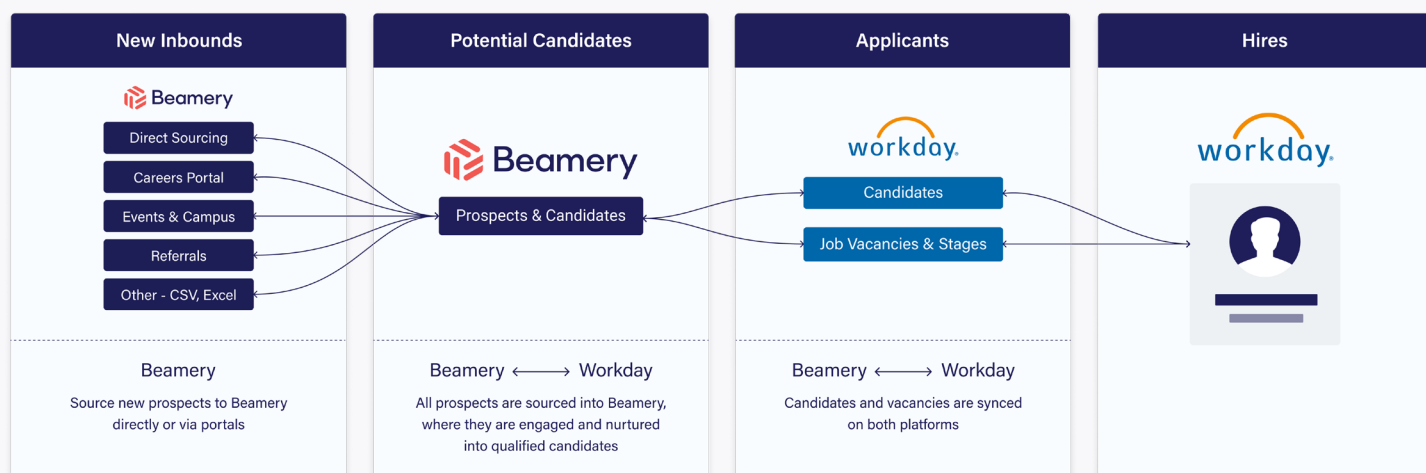 New Inbounds
Beamery
Direct Sourcing
Careers Portal
Events & Campus
Referrals
Other - CSV, Excel
Beamery
Source new prospects to Beamery
directly or via portals
Potential Candidates
Beamery
Prospects & Candidates
Beamery Workday
All prospects are sourced into Beamery,
where they are engaged and nurtured
into qualified candidates
Applicants
workday.
Candidates
Job Vacancies & Stages
Beamery Workday
Candidates and vacancies are synced
on both platforms
Hires
workday.